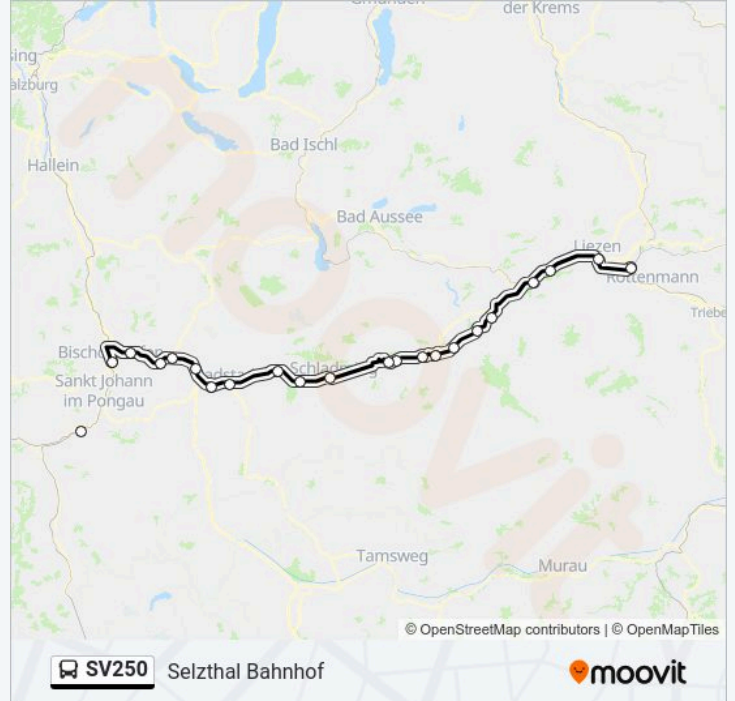 der Krems
Hallein
Bad Ischl
Bad Aussee
Liezen
Rottenmann
Sankt Johann
im Pongau
Tamsweg
Murau
moovit
© OpenStreetMap contributors | © OpenMapTiles
SV250
Selzthal Bahnhof
moovit